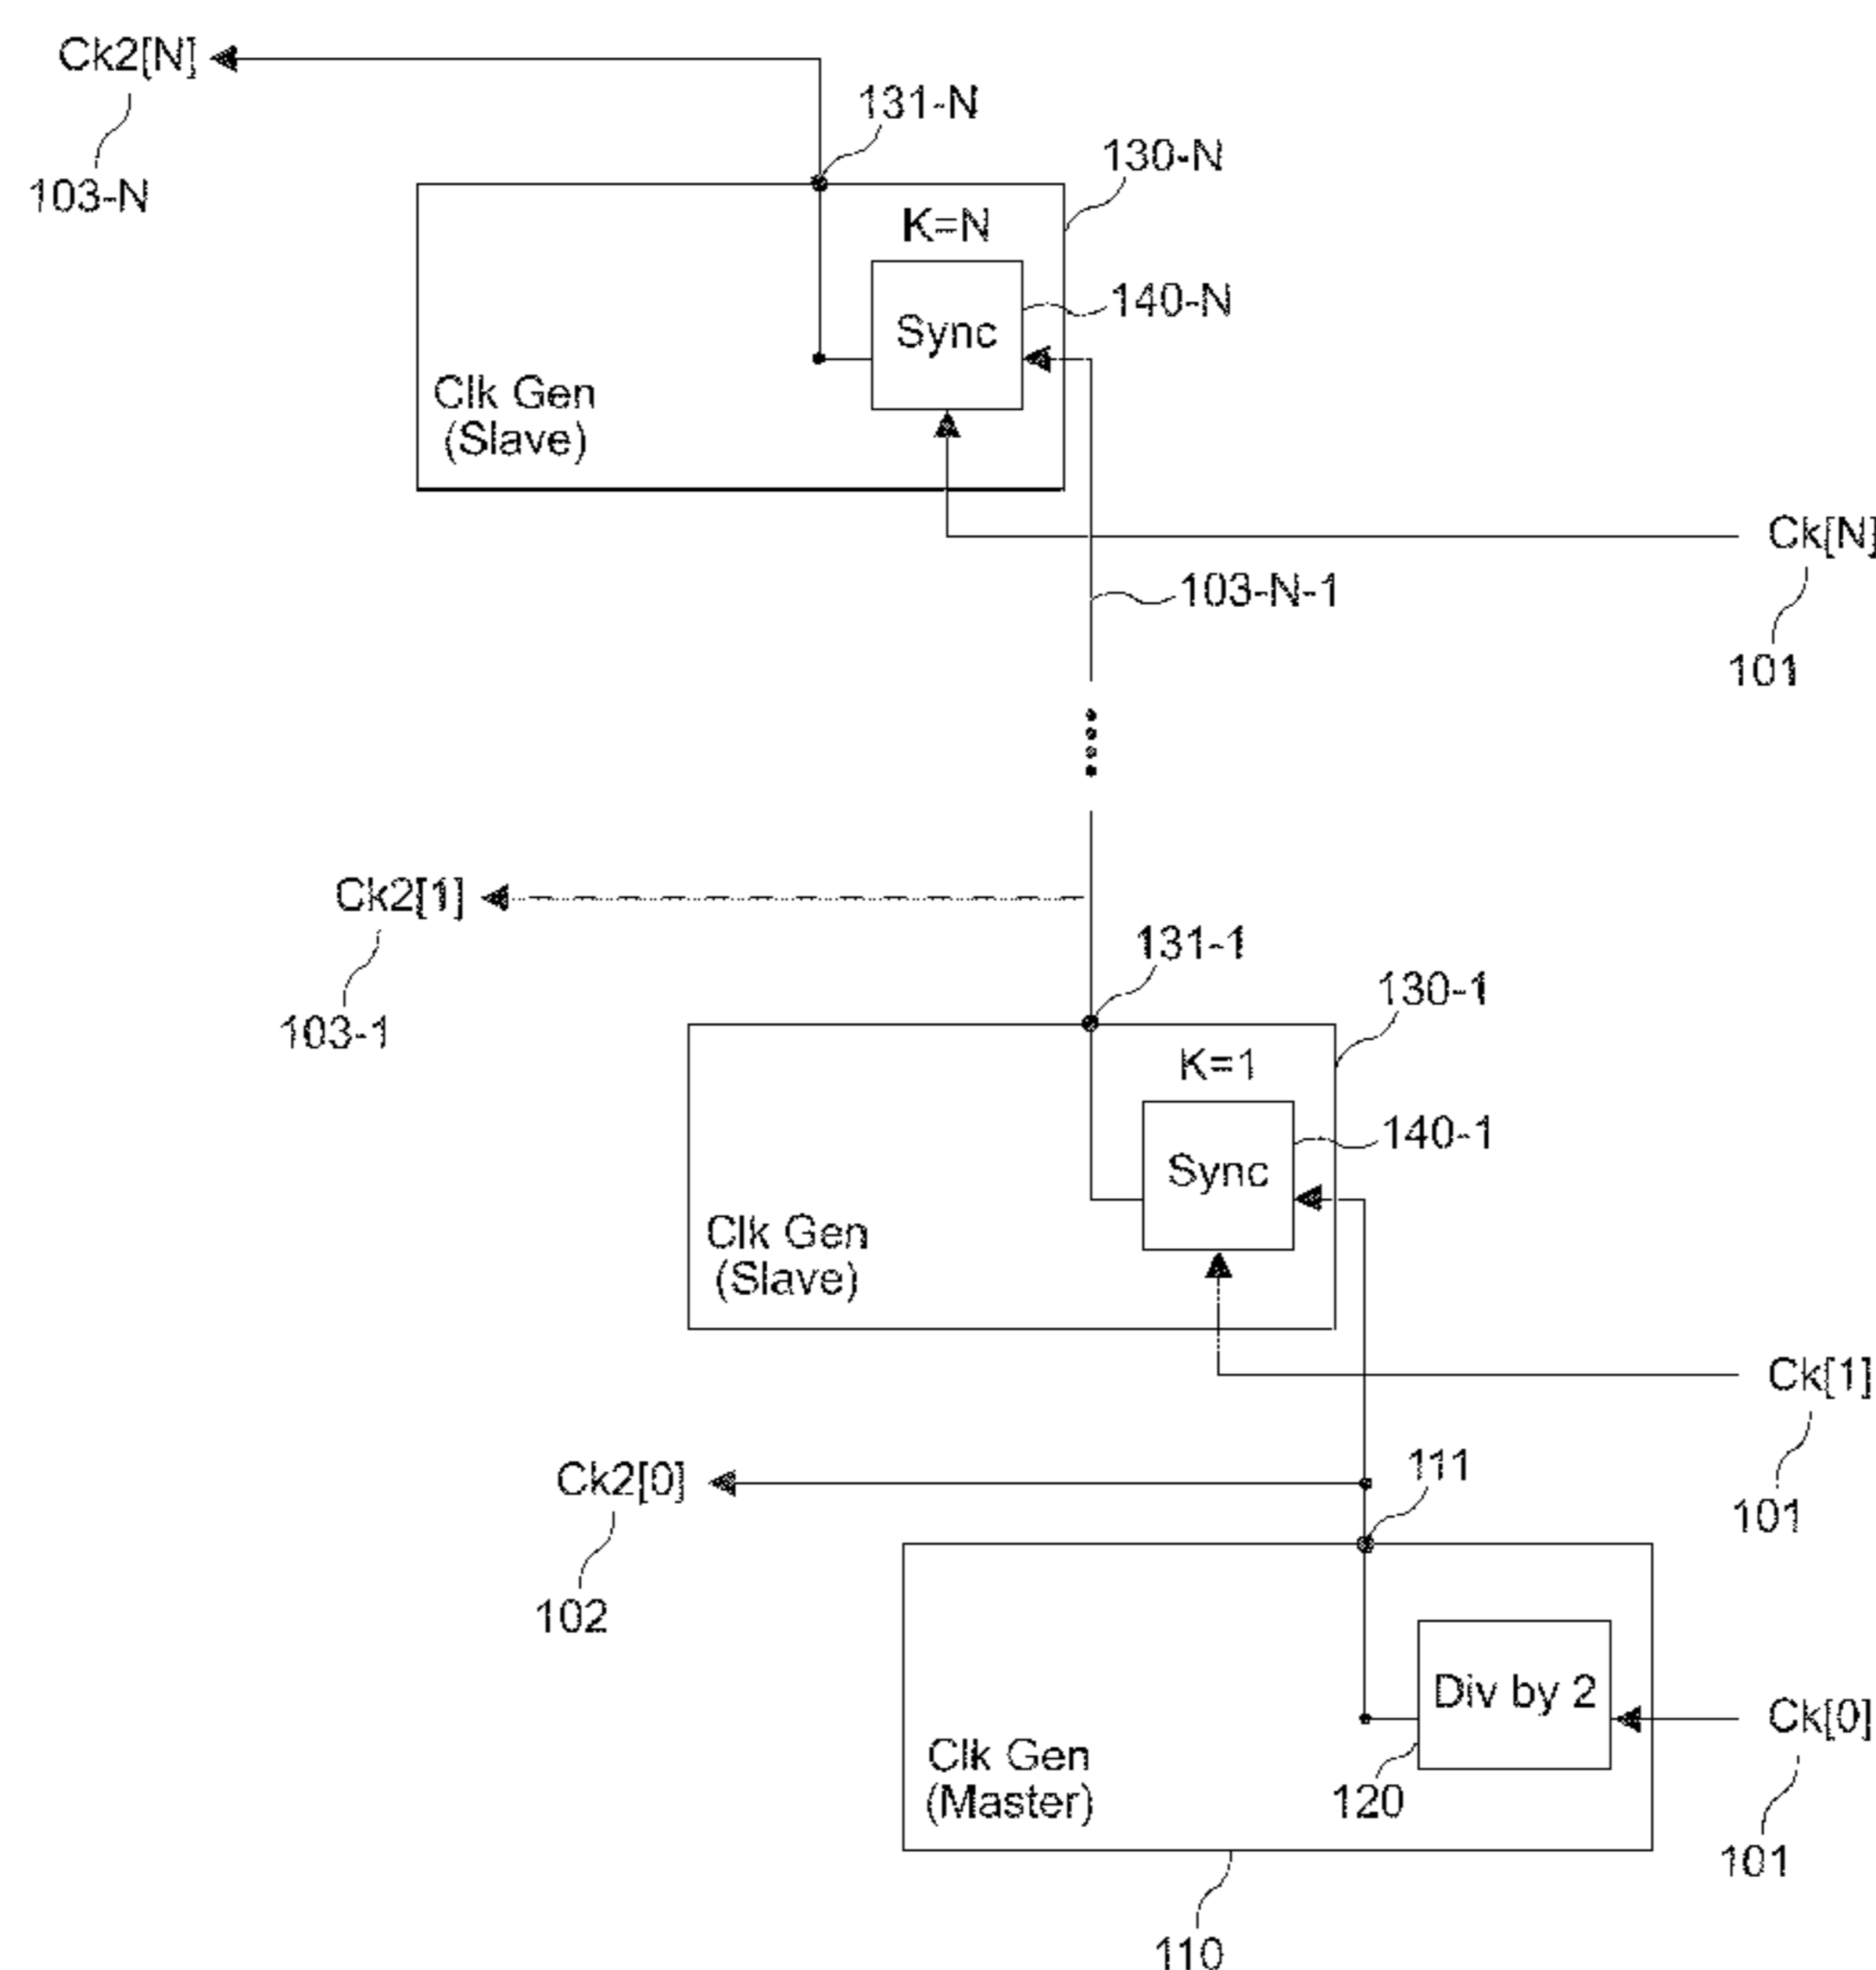 Ck2[N]
131-N
130-N
103-N
K=N
140-N
Sync
Clk Gen
(Slave)
Ck[N]
103-N-1
101
Ck2[1]
131-1
130-1
103-1
K=1
140-1
Sync
Clk Gen
(Slave)
Ck[1]
111
Ck2[0]
101
102
Div by 2
Ck[0]
Clk Gen
(Master)
120
101
110